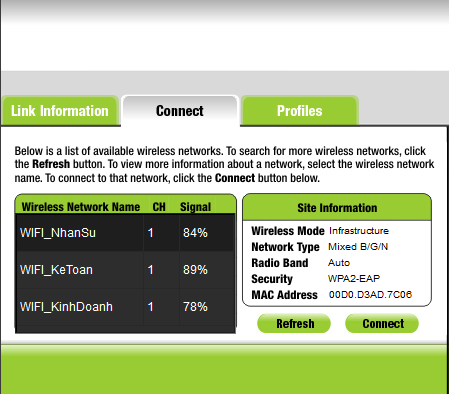 Link Information Connect Profiles
Below is a list of available wireless networks. To search for more wireless networks, click
the Refresh button. To view more information about a network, select the wireless network
name. To connect to that network, click the Connect button below.
Wireless Network Name CH Signal
WIFI_NhanSu 1 84%
WIFI_KeToan 1 89%
WIFI_KinhDoanh 1 78%
Site Information
Wireless Mode Infrastructure
Network Type Mixed B/G/N
Radio Band Auto
Security WPA2-EAP
MAC Address 00D0.D3AD.7C06
Refresh Connect